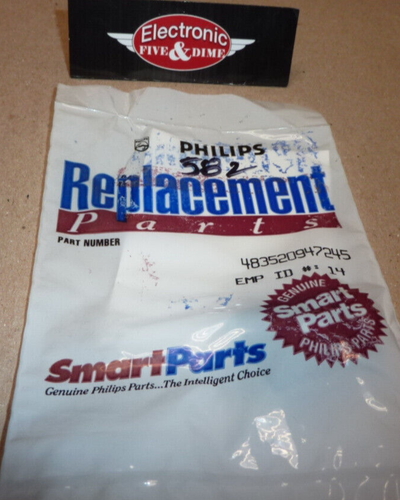 Electronic
FIVE & DIME
PHILIPS
582
Replacement
Parts
PART NUMBER
483520947245
EMP ID #: 14
GENUINE
Smart
Parts
PHILIPS PARTS
SmartParts
Genuine Philips Parts...The Intelligent Choice